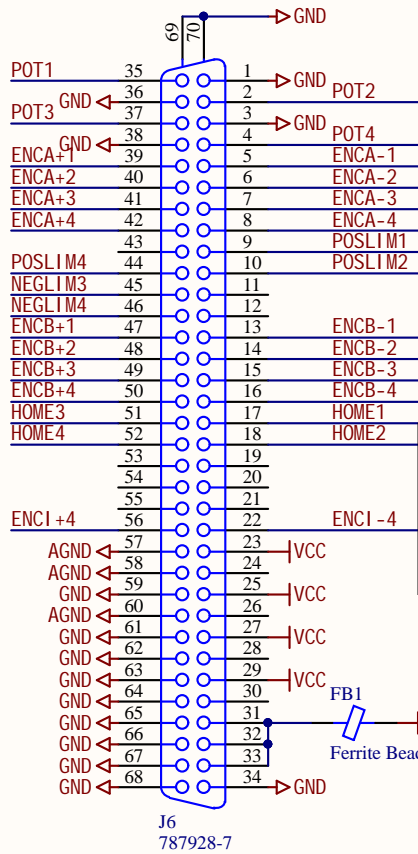 69 70 GND
POT1 35 1 GND
GND 36 2 POT2
POT3 37 3 GND
GND 38 4 POT4
ENCA+1 39 5 ENCA-1
ENCA+2 40 6 ENCA-2
ENCA+3 41 7 ENCA-3
ENCA+4 42 8 ENCA-4
43 9 POSLIM1
POSLIM4 44 10 POSLIM2
NEGLIM3 45 11
NEGLIM4 46 12
ENCB+1 47 13 ENCB-1
ENCB+2 48 14 ENCB-2
ENCB+3 49 15 ENCB-3
ENCB+4 50 16 ENCB-4
HOME3 51 17 HOME1
HOME4 52 18 HOME2
53 19
54 20
55 21
ENCI+4 56 22 ENCI-4
AGND 57 23 VCC
AGND 58 24
GND 59 25 VCC
AGND 60 26
GND 61 27 VCC
GND 62 28
GND 63 29 VCC
GND 64 30 FB1
GND 65 31
GND 66 32
GND 67 33 Ferrite Bead
GND 68 34 GND
J6
787928-7